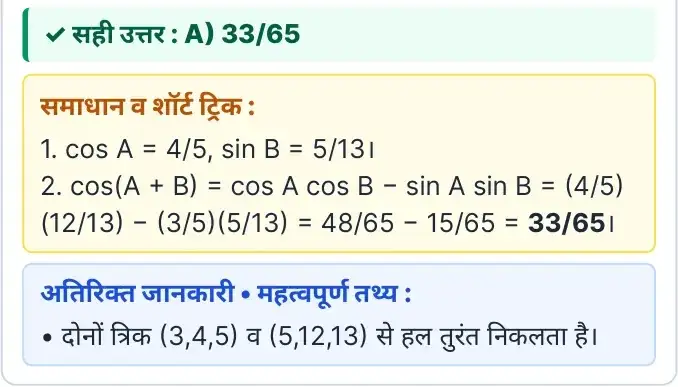 ✓ सही उत्तर : A) 33/65
समाधान व शॉर्ट ट्रिक :
1. cos A = 4/5, sin B = 5/13।
2. cos(A + B) = cos A cos B − sin A sin B = (4/5)
(12/13) − (3/5)(5/13) = 48/65 − 15/65 = 33/65।
अतिरिक्त जानकारी • महत्वपूर्ण तथ्य :
• दोनों त्रिक (3,4,5) व (5,12,13) से हल तुरंत निकलता है।